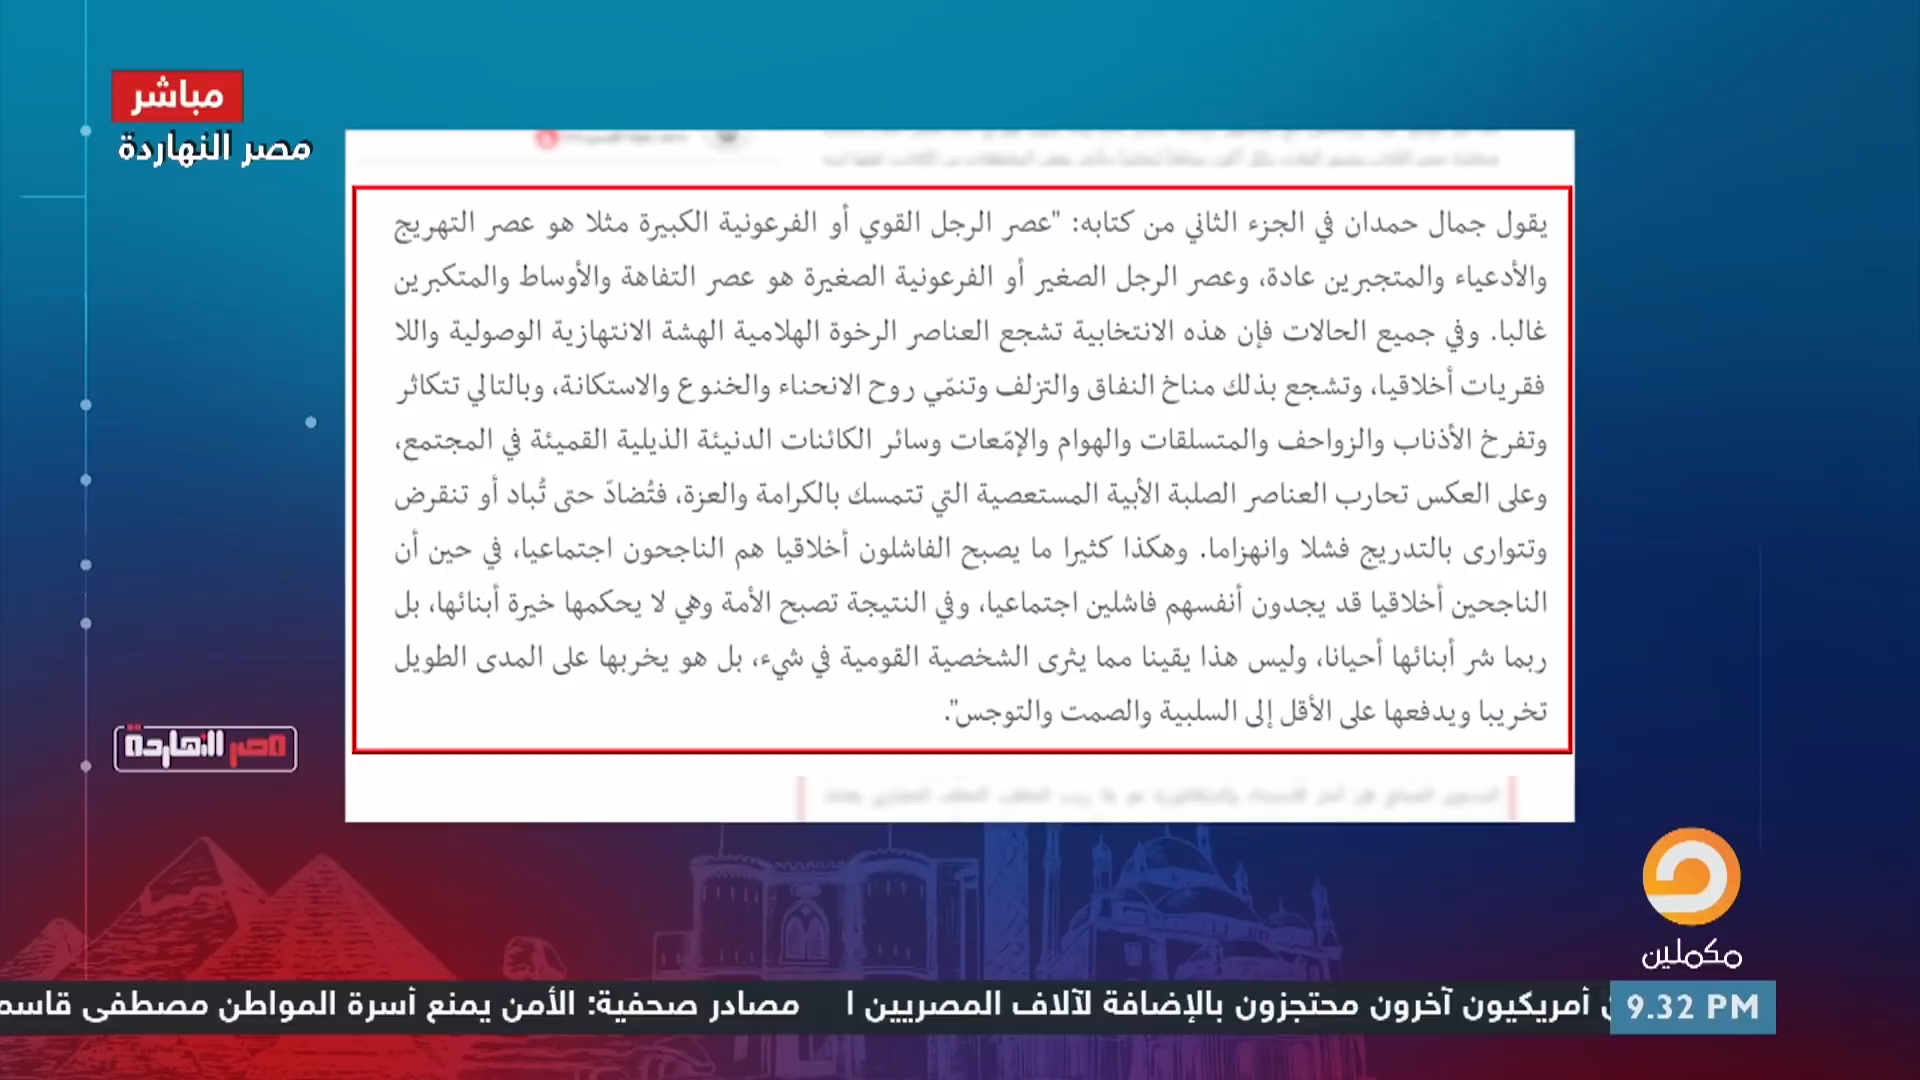 مباشر
مصر النهاردة
يقول جمال حمدان في الجزء الثاني من كتابه: "عصر الرجل القوي أو الفرعونية الكبيرة مثلا هو عصر التهريج
والأدعياء والمتجبرين عادة، وعصر الرجل الصغير أو الفرعونية الصغيرة هو عصر التفاهة والأوساط والمتكبرين
غالبا. وفي جميع الحالات فإن هذه الانتخابية تشجع العناصر الرخوة الهلامية الهشة الانتهازية الوصولية واللا
فقريات أخلاقيا، وتشجع بذلك مناخ النفاق والتزلف وتنمّي روح الانحناء والخنوع والاستكانة، وبالتالي تتكاثر
وتفرخ الأذناب والزواحف والمتسلقات والهوام والإمّعات وسائر الكائنات الدنيئة الذيلية القميئة في المجتمع،
وعلى العكس تحارب العناصر الصلبة الأبية المستعصية التي تتمسك بالكرامة والعزة، فتُضادّ حتى تُباد أو تنقرض
وتتوارى بالتدريج فشلا وانهزاما. وهكذا كثيرا ما يصبح الفاشلون أخلاقيا هم الناجحون اجتماعيا، في حين أن
الناجحين أخلاقيا قد يجدون أنفسهم فاشلين اجتماعيا، وفي النتيجة تصبح الأمة وهي لا يحكمها خيرة أبنائها، بل
ربما شر أبنائها أحيانا، وليس هذا يقينا مما يثرى الشخصية القومية في شيء، بل هو يخربها على المدى الطويل
تخريبا ويدفعها على الأقل إلى السلبية والصمت والتوجس".
مصر النهاردة
مكملين
أمريكيون آخرون محتجزون بالإضافة لآلاف المصريين ا
مصادر صحفية: الأمن يمنع أسرة المواطن مصطفى قاسم
9.32 PM